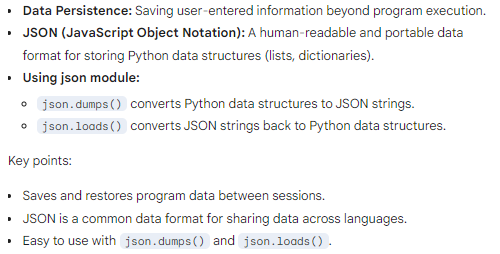 • Data Persistence: Saving user-entered information beyond program execution.
• JSON (JavaScript Object Notation): A human-readable and portable data
format for storing Python data structures (lists, dictionaries).
• Using json module:
○ json.dumps() converts Python data structures to JSON strings.
○ json.loads() converts JSON strings back to Python data structures.
Key points:
• Saves and restores program data between sessions.
• JSON is a common data format for sharing data across languages.
• Easy to use with json.dumps() and json.loads().